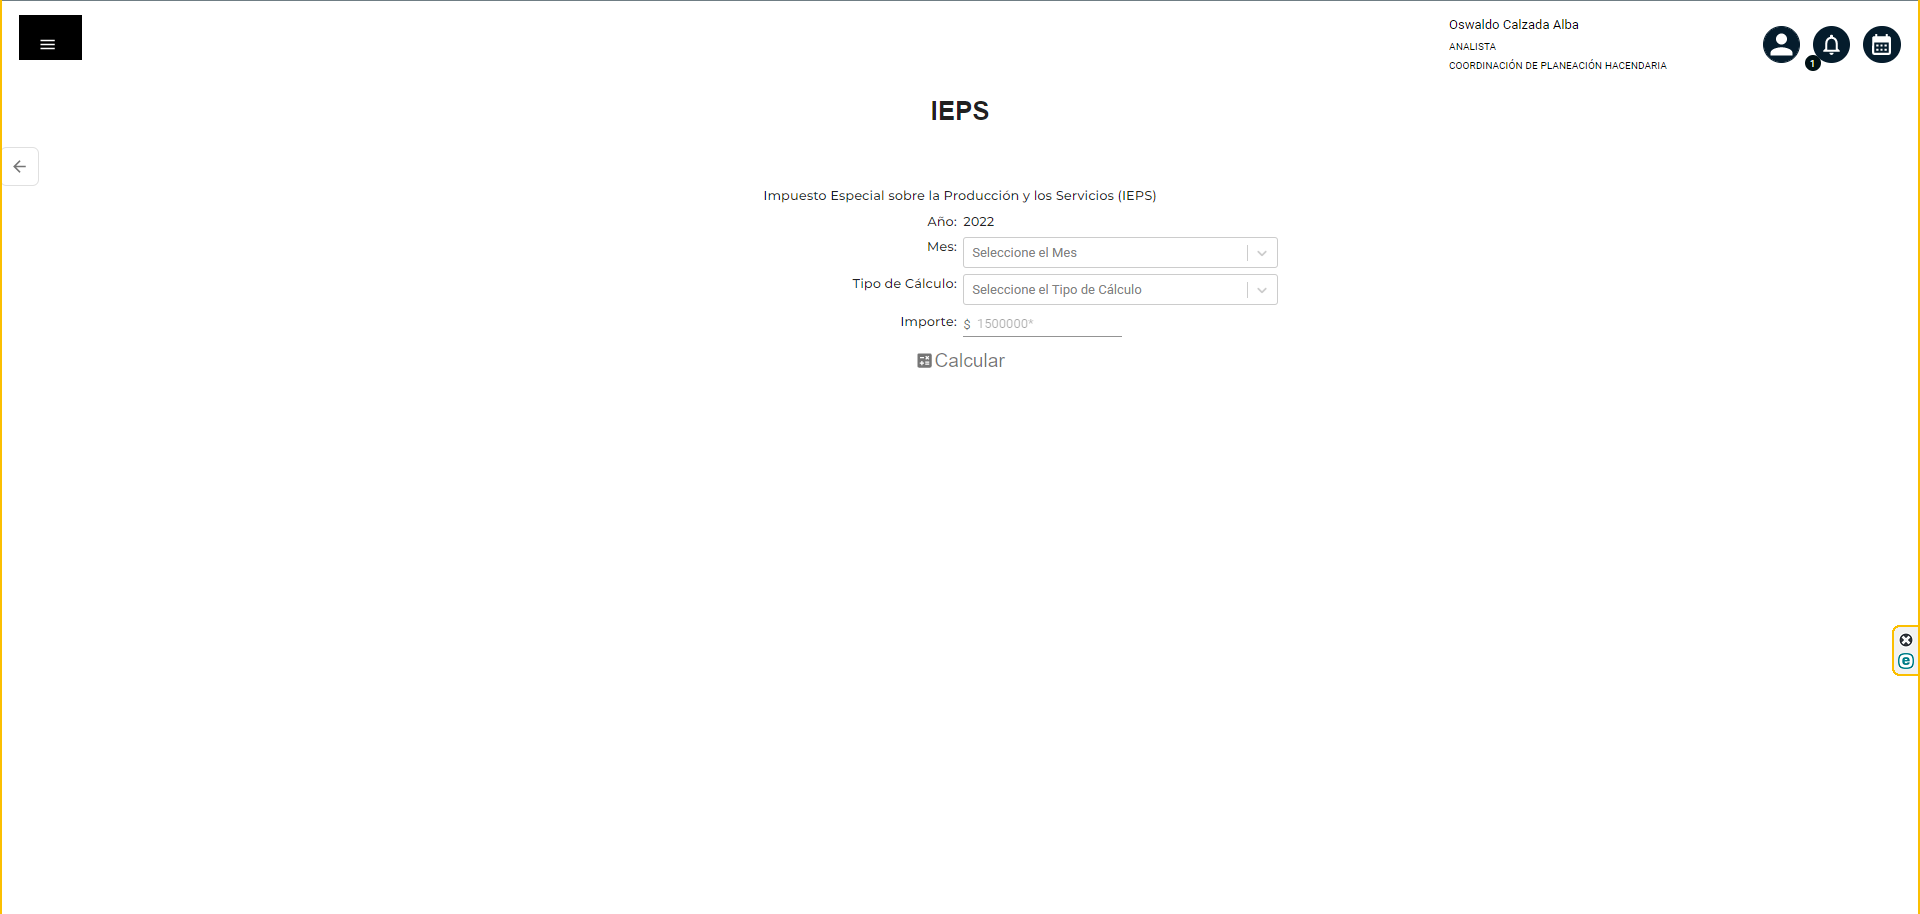 Oswaldo Calzada Alba
ANALISTA
COORDINACIÓN DE PLANEACIÓN HACENDARIA
1
IEPS
Impuesto Especial sobre la Producción y los Servicios (IEPS)
Año: 2022
Mes: Seleccione el Mes
Tipo de Cálculo: Seleccione el Tipo de Cálculo
Importe: $ 1500000*
Calcular
e